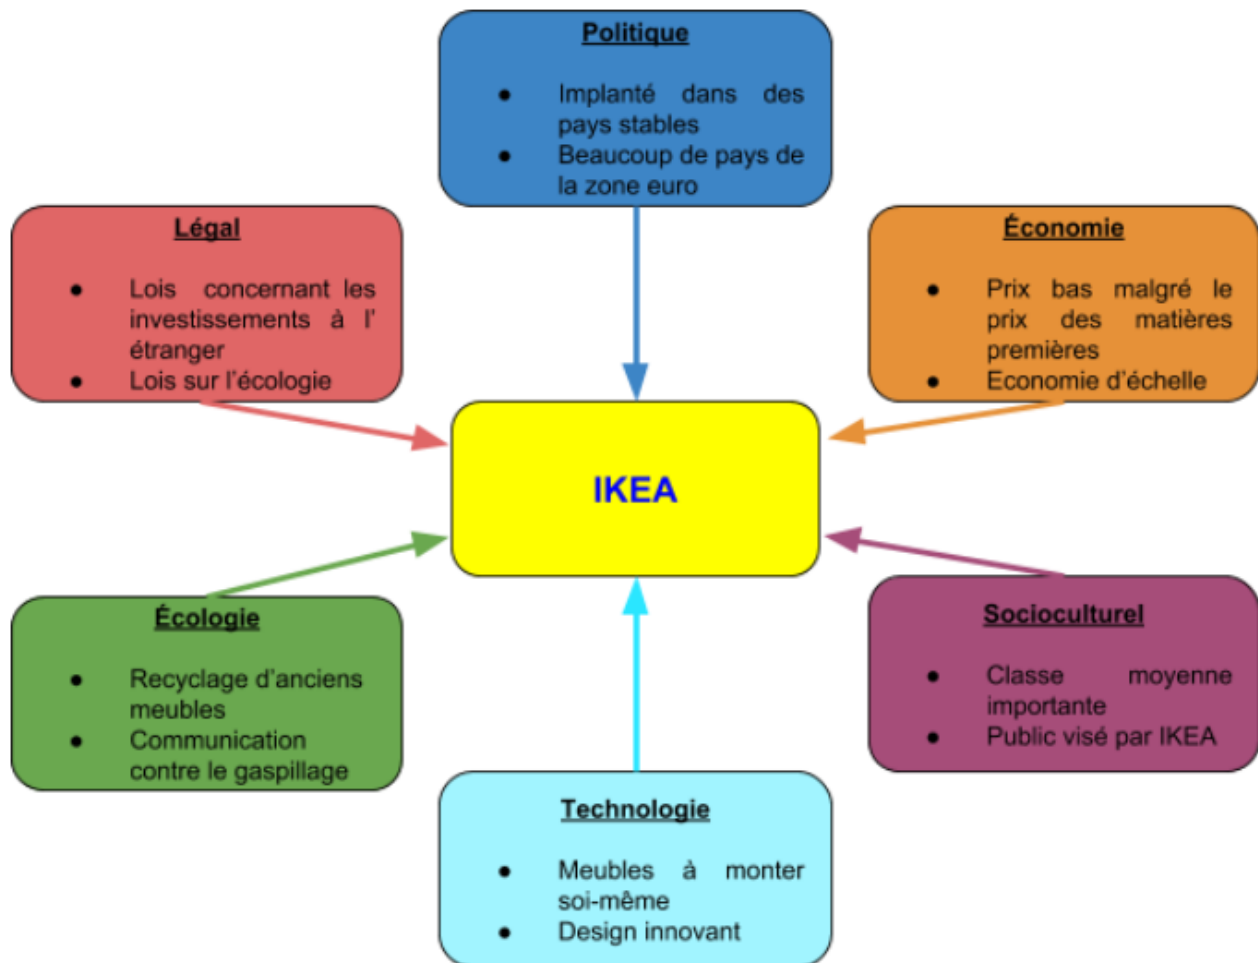 Politique
● Implanté dans des
pays stables
● Beaucoup de pays de
la zone euro
Légal
● Lois concernant les
investissements à l’
étranger
● Lois sur l’écologie
Économie
● Prix bas malgré le
prix des matières
premières
● Economie d’échelle
IKEA
Écologie
● Recyclage d’anciens
meubles
● Communication
contre le gaspillage
Socioculturel
● Classe moyenne
importante
● Public visé par IKEA
Technologie
● Meubles à monter
soi-même
● Design innovant